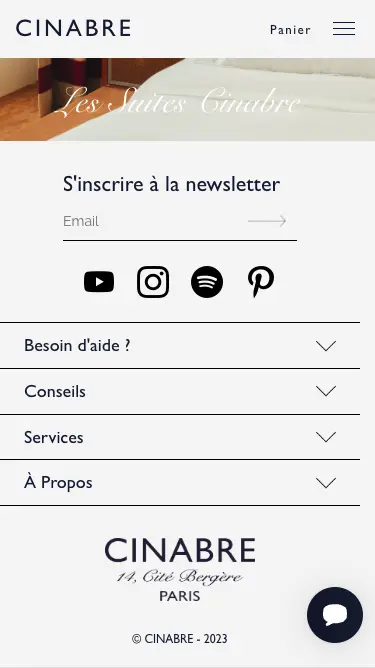 CINABRE
Panier
Les Suites Cinabre
S'inscrire à la newsletter
Email
Besoin d'aide ?
Conseils
Services
À Propos
CINABRE
14, Cité Bergère
PARIS
© CINABRE - 2023